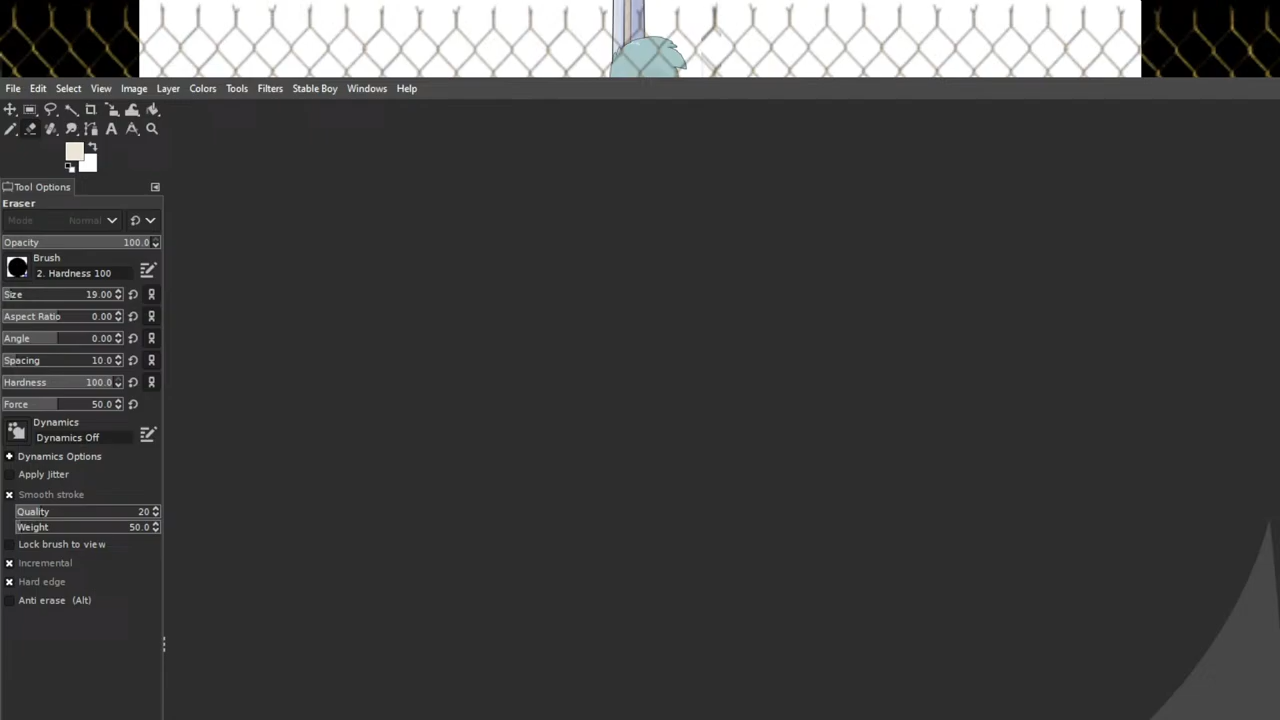 File Edit Select View Image Layer Colors Tools Filters Stable Boy Windows Help
Tool Options
Eraser
Mode Normal
Opacity 100.0
Brush
2. Hardness 100
Size 19.00
Aspect Ratio 0.00
Angle 0.00
Spacing 10.0
Hardness 100.0
Force 50.0
Dynamics
Dynamics Off
Dynamics Options
Apply Jitter
Smooth stroke
Quality 20
Weight 50.0
Lock brush to view
Incremental
Hard edge
Anti erase (Alt)